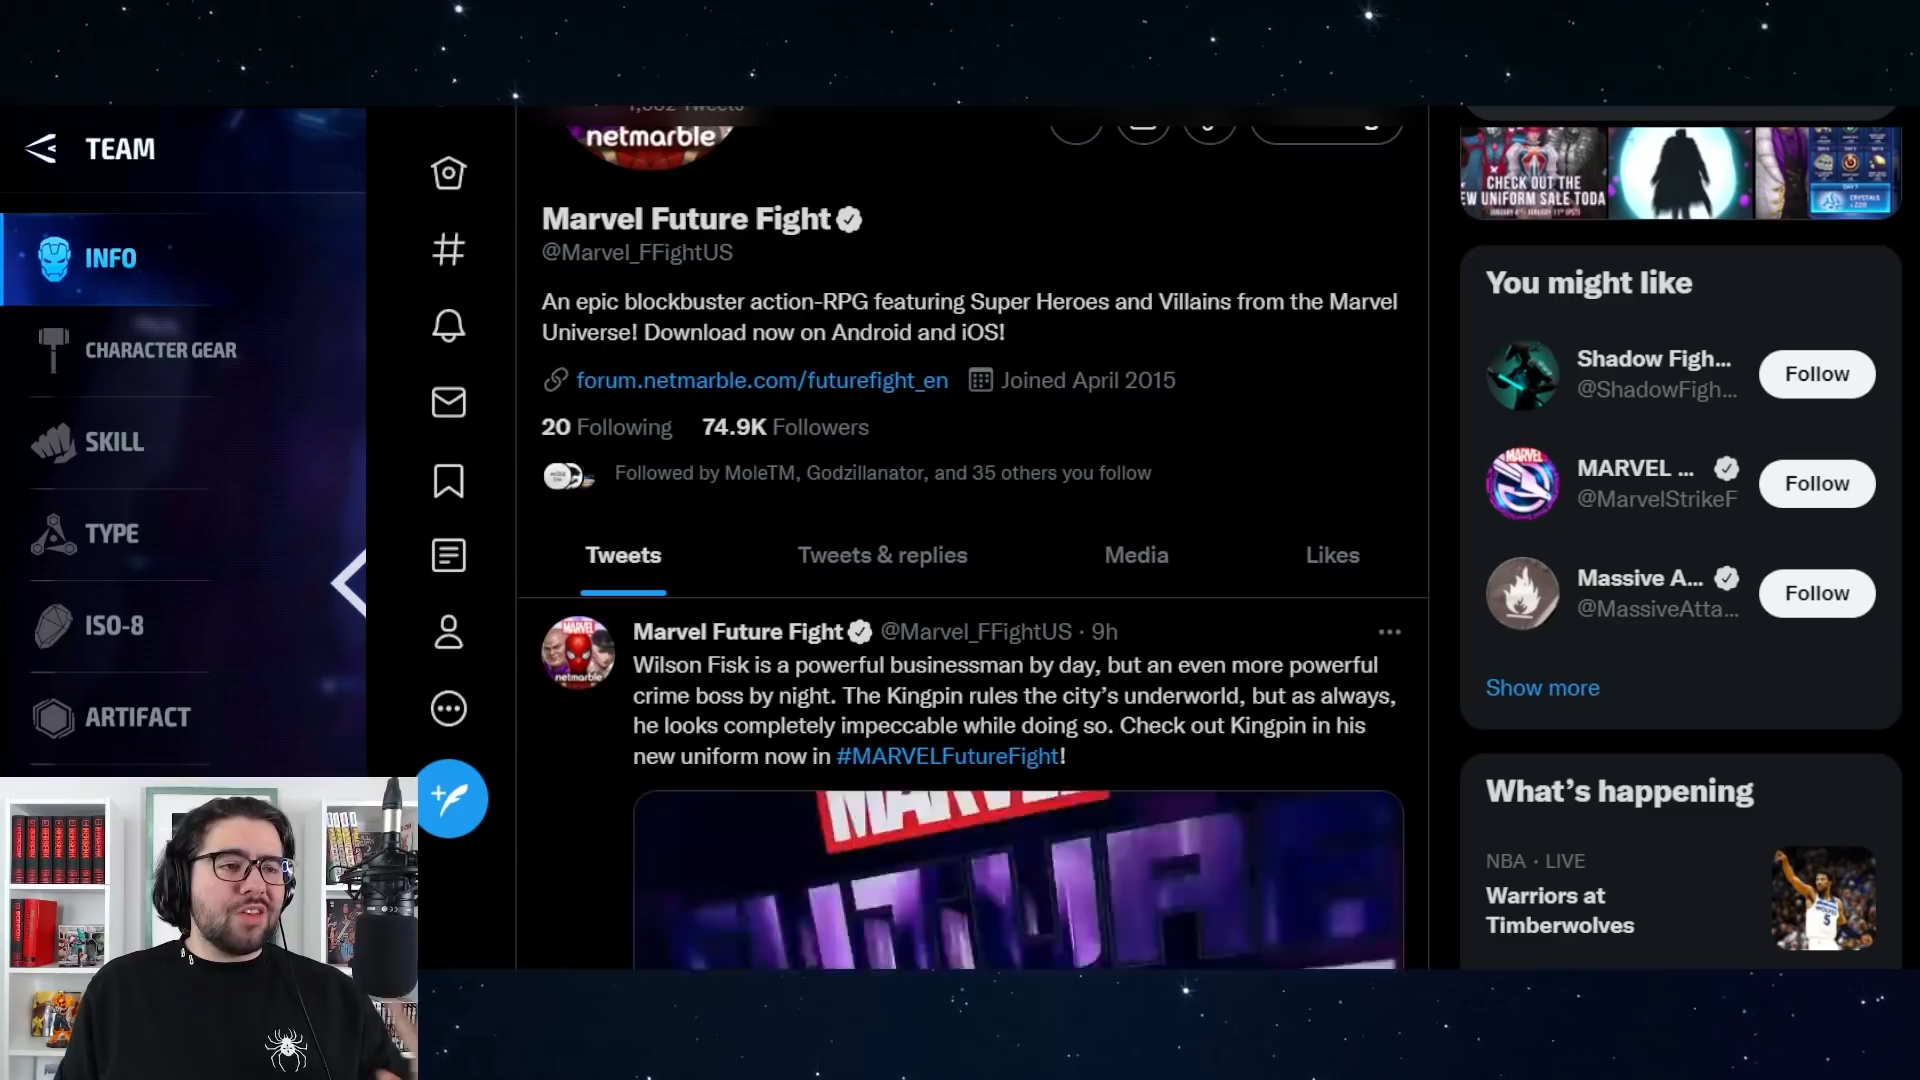 TEAM
INFO
CHARACTER GEAR
SKILL
TYPE
ISO-8
ARTIFACT
Tweets
netmarble
Marvel Future Fight
@Marvel_FFightUS
An epic blockbuster action-RPG featuring Super Heroes and Villains from the Marvel
Universe! Download now on Android and iOS!
forum.netmarble.com/futurefight_en Joined April 2015
20 Following 74.9K Followers
Followed by MoleTM, Godzillanator, and 35 others you follow
Tweets Tweets & replies Media Likes
Marvel Future Fight @Marvel_FFightUS · 9h
Wilson Fisk is a powerful businessman by day, but an even more powerful
crime boss by night. The Kingpin rules the city’s underworld, but as always,
he looks completely impeccable while doing so. Check out Kingpin in his
new uniform now in #MARVELFutureFight!
MARVEL
netmarble
MARVEL
FUTURE
CHECK OUT THE
EW UNIFORM SALE TODA
CRYSTALS
You might like
Shadow Figh...
@ShadowFigh...
Follow
MARVEL ...
@MarvelStrikeF
Follow
MARVEL
Massive A...
@MassiveAtta...
Follow
Show more
What’s happening
NBA · LIVE
Warriors at
Timberwolves